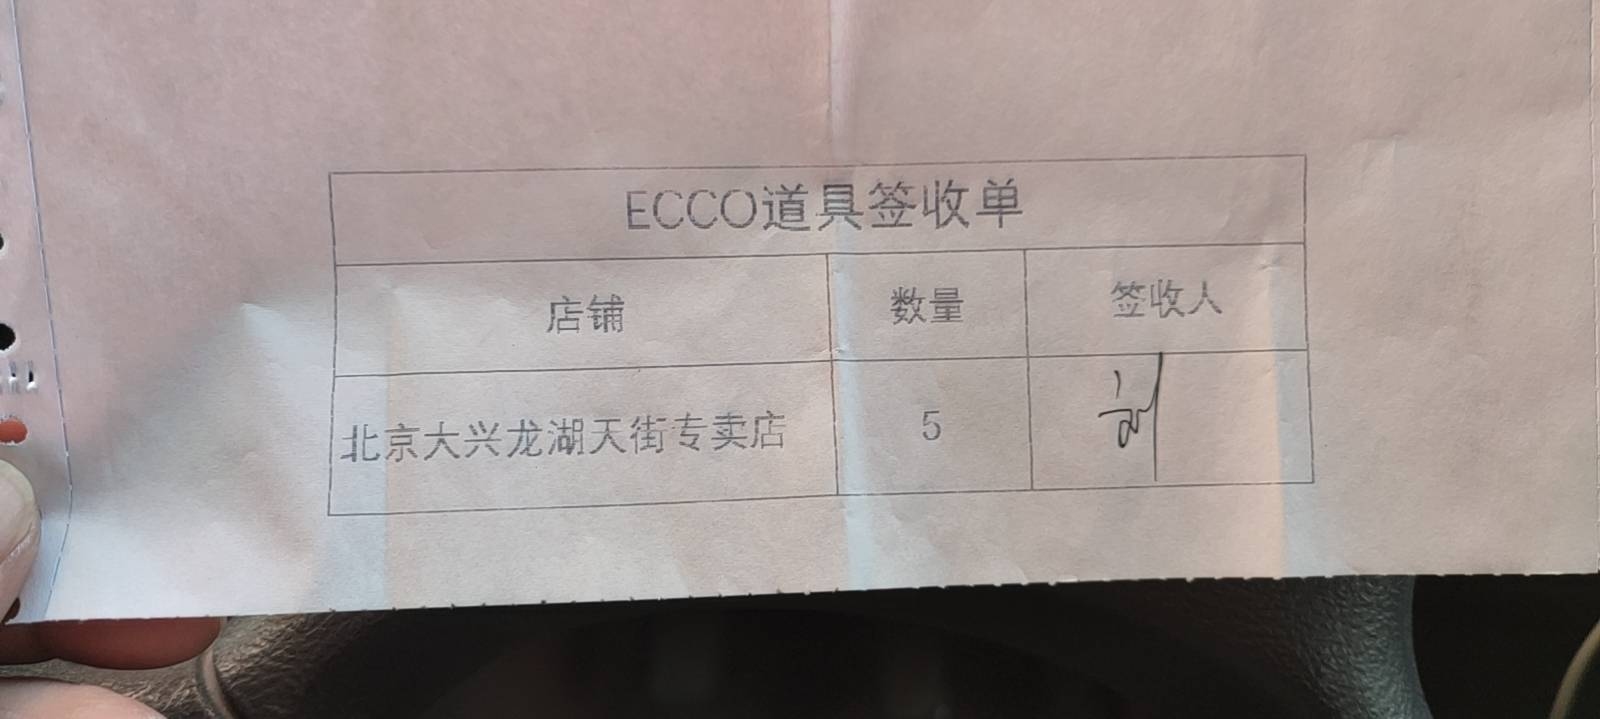 ECCO道具签收单
店铺 数量 签收人
北京大兴龙湖天街专卖店 5